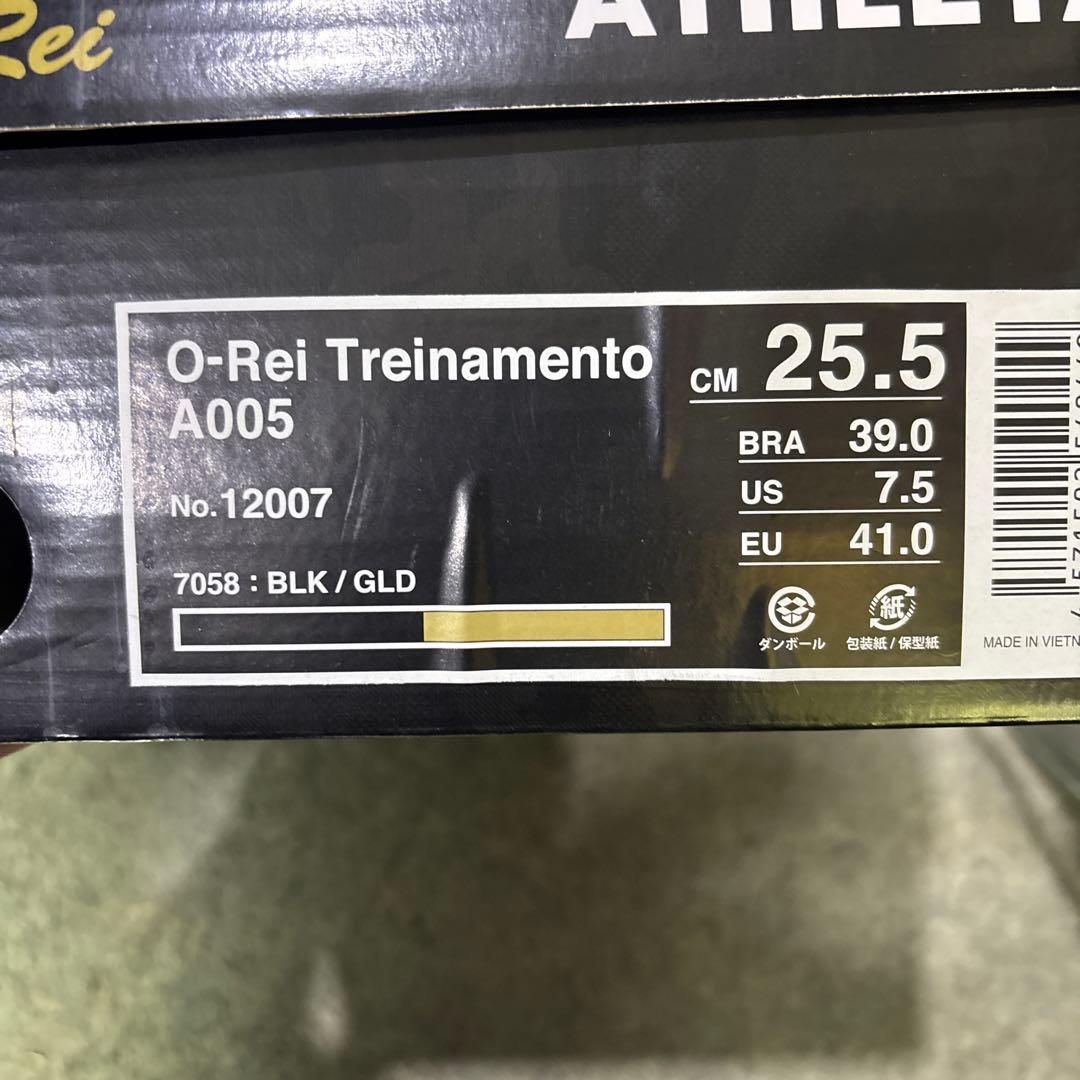 Rei
ATHLETA
O-Rei Treinamento
A005
No.12007
7058 : BLK / GLD
CM 25.5
BRA 39.0
US 7.5
EU 41.0
紙
ダンボール
包装紙 / 保型紙
MADE IN VIETN